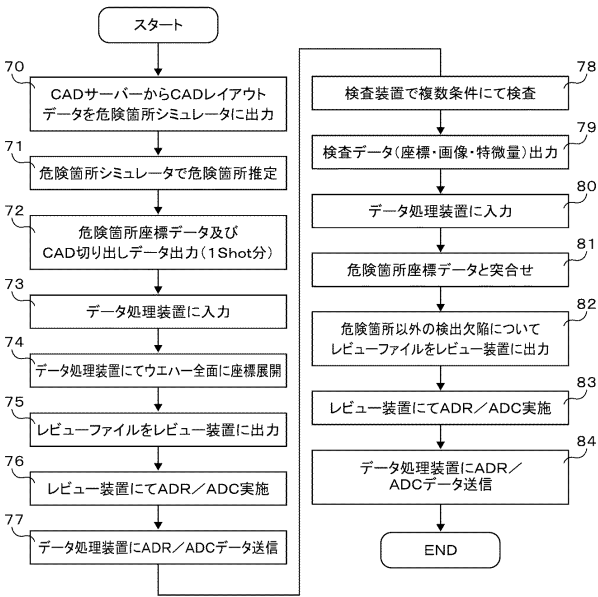 スタート
70
CADサーバーからCADレイアウト
データを危険箇所シミュレータに出力
71
危険箇所シミュレータで危険箇所推定
72
危険箇所座標データ及び
CAD切り出しデータ出力（1Shot分）
73
データ処理装置に入力
74
データ処理装置にてウエハー全面に座標展開
75
レビューファイルをレビュー装置に出力
76
レビュー装置にてADR／ADC実施
77
データ処理装置にADR／ADCデータ送信
78
検査装置で複数条件にて検査
79
検査データ（座標・画像・特微量）出力
80
データ処理装置に入力
81
危険箇所座標データと突合せ
82
危険箇所以外の検出欠陥について
レビューファイルをレビュー装置に出力
83
レビュー装置にてADR／ADC実施
84
データ処理装置にADR／
ADCデータ送信
END